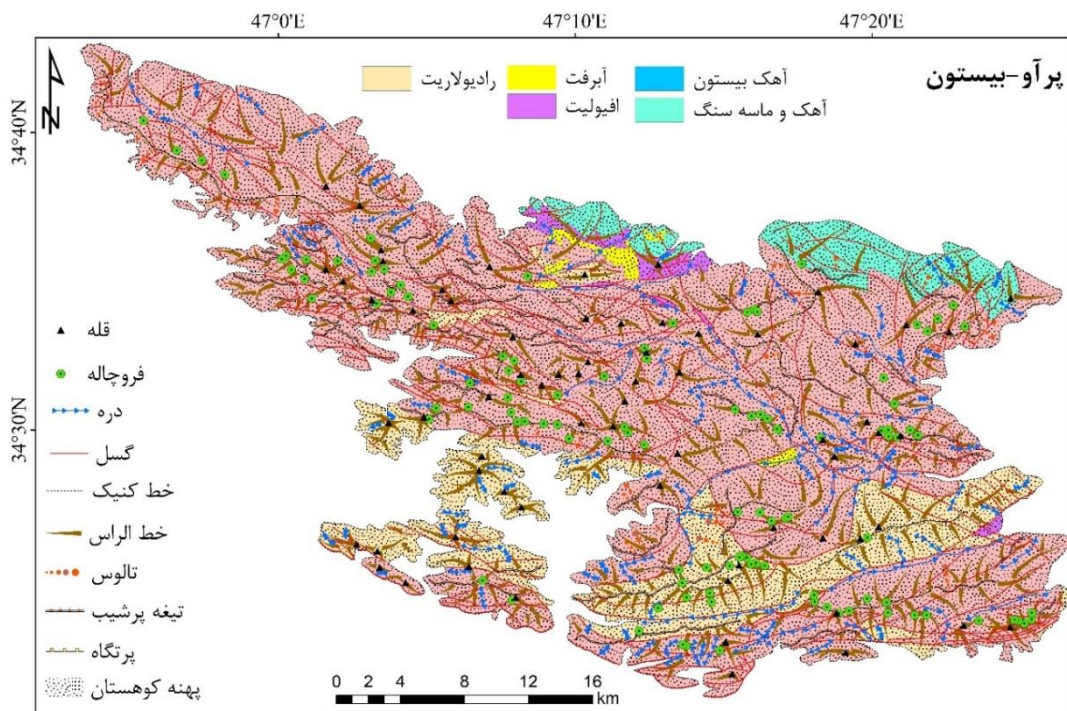 47°0'E 47°10'E 47°20'E
پرآو-بیستون
آهک بیستون
آبرفت
رادیولاریت
آهک و ماسه سنگ
افیولیت
34°40'N
34°30'N
N
قله
فروچاله
دره
گسل
خط کنیک
خط الراس
تالوس
تیغه پرشیب
پرتگاه
پهنه کوهستان
0 2 4 8 12 16
km